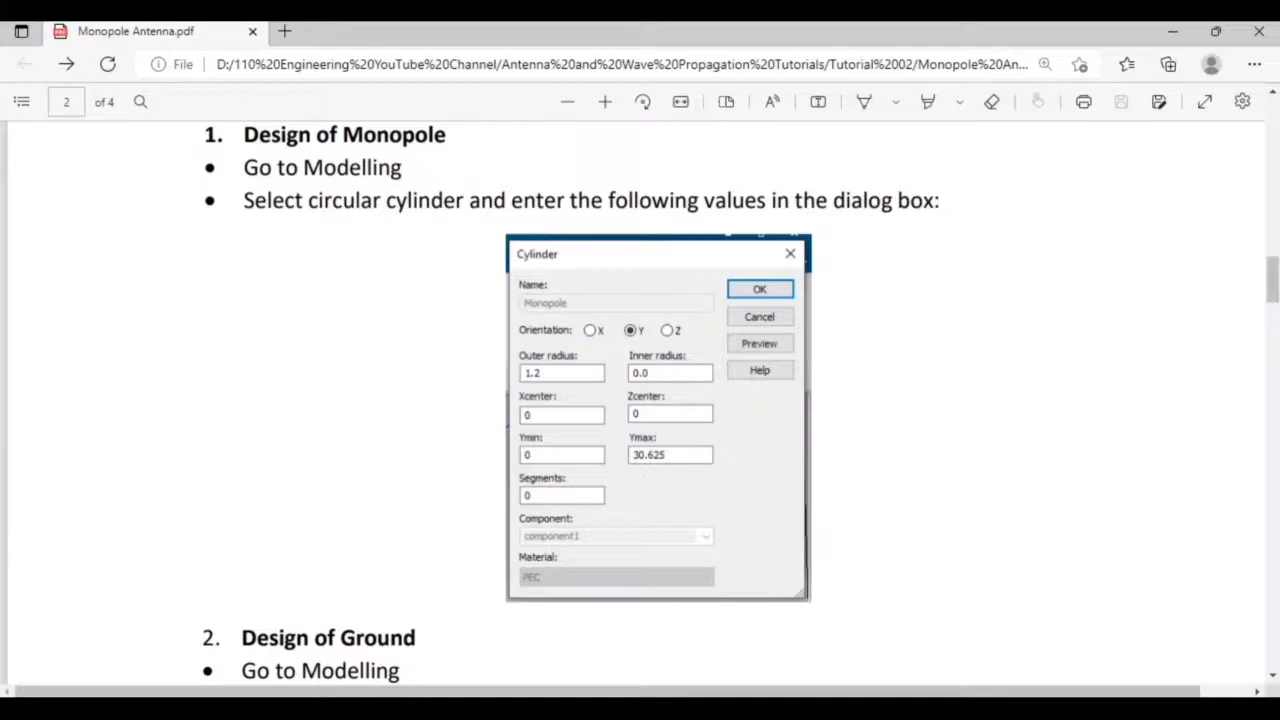 Monopole Antenna.pdf
File
D:/110%20Engineering%20YouTube%20Channel/Antenna%20and%20Wave%20Propagation%20Tutorials/Tutorial%2002/Monopole%20An...
2 of 4
1. Design of Monopole
• Go to Modelling
• Select circular cylinder and enter the following values in the dialog box:
Cylinder
Name:
Monopole
OK
Cancel
Preview
Help
Orientation: X Y Z
Outer radius: Inner radius:
1.2 0.0
Xcenter: Zcenter:
0 0
Ymin: Ymax:
0 30.625
Segments:
0
Component:
component1
Material:
PEC
2. Design of Ground
• Go to Modelling